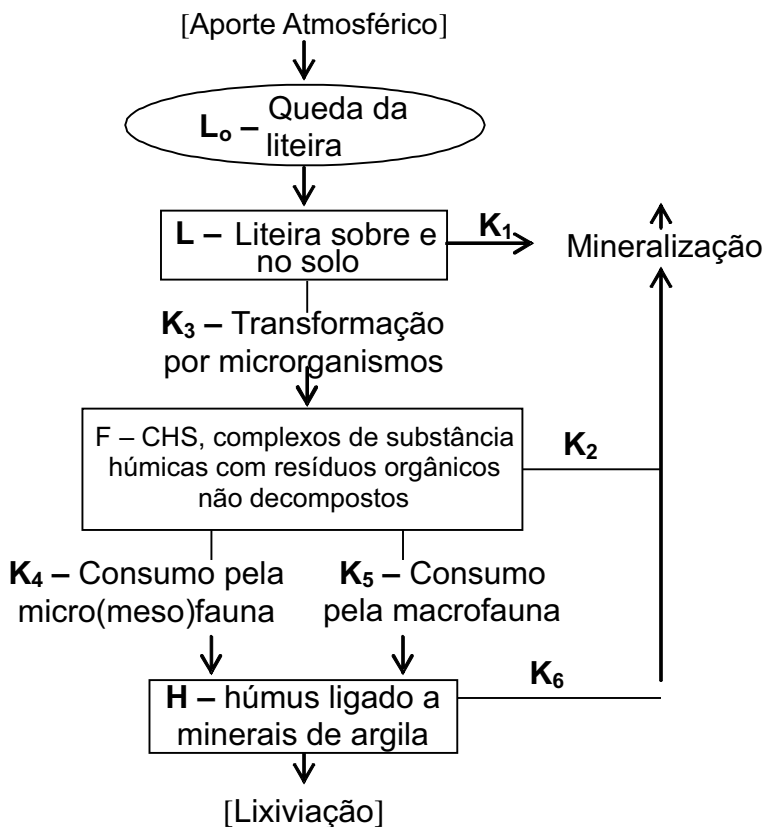 [Aporte Atmosférico]
Lₒ – Queda da
liteira
L – Liteira sobre e
no solo
K₁
Mineralização
K₃ – Transformação
por microrganismos
F – CHS, complexos de substância
húmicas com resíduos orgânicos
não decompostos
K₂
K₄ – Consumo pela
micro(meso)fauna
K₅ – Consumo
pela macrofauna
H – húmus ligado a
minerais de argila
K₆
[Lixiviação]